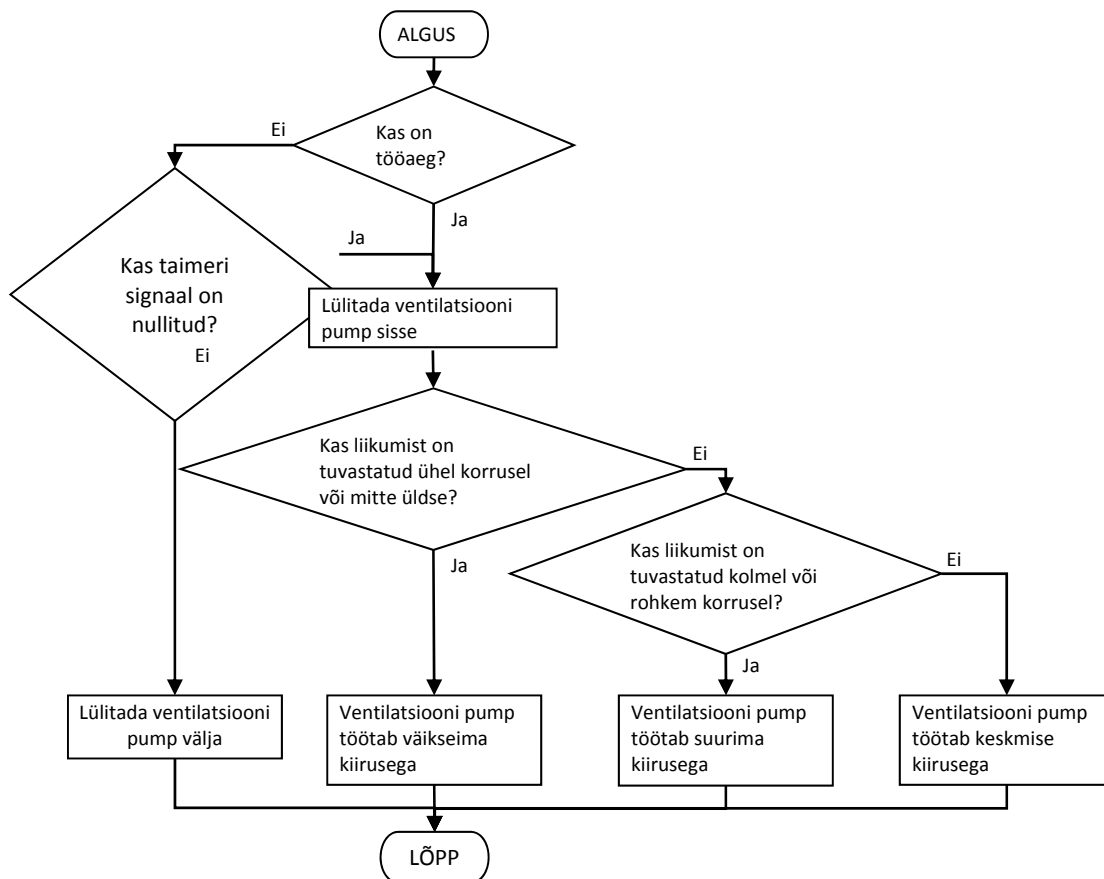 ALGUS
Ei
Kas on
tööaeg?
Ja
Ja
Kas taimeri
signaal on
nullitud?
Ei
Lülitada ventilatsiooni
pump sisse
Kas liikumist on
tuvastatud ühel korrusel
või mitte üldse?
Ei
Ja
Kas liikumist on
tuvastatud kolmel või
rohkem korrusel?
Ei
Ja
Lülitada ventilatsiooni
pump välja
Ventilatsiooni pump
töötab väikseima
kiirusega
Ventilatsiooni pump
töötab suurima
kiirusega
Ventilatsiooni pump
töötab keskmise
kiirusega
LÕPP